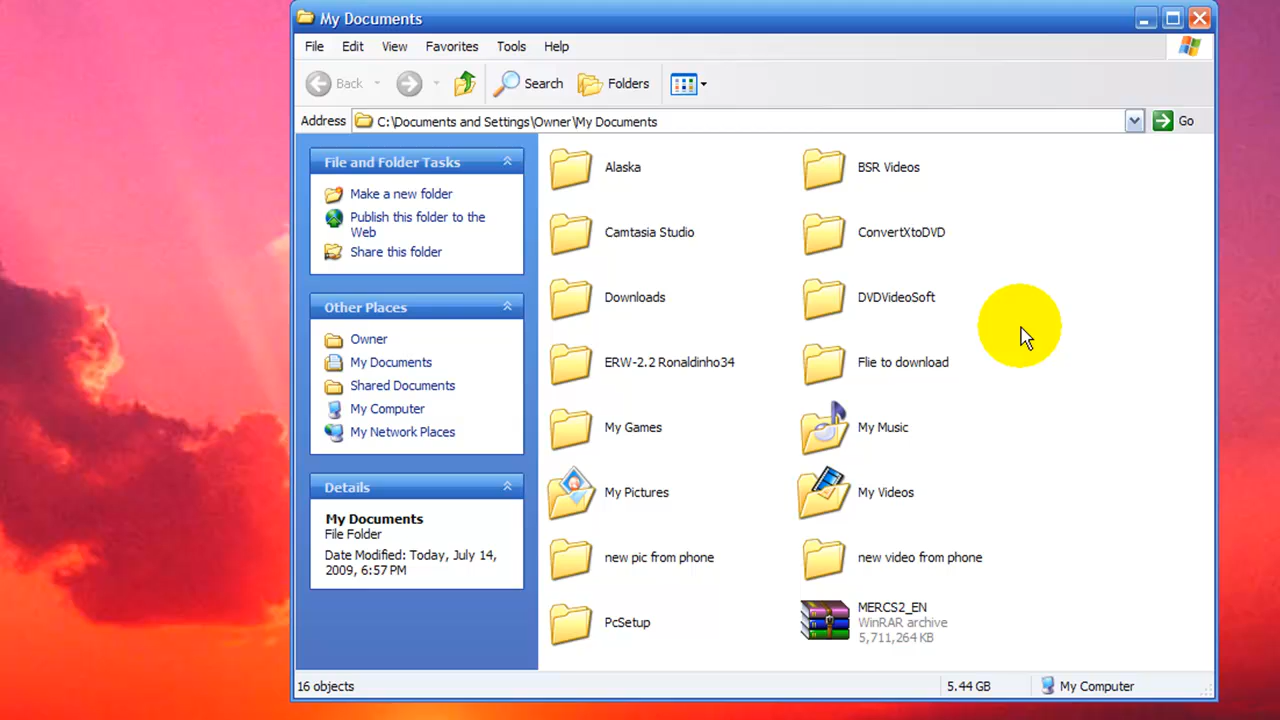 My Documents
File Edit View Favorites Tools Help
Back Search Folders
Address C:\Documents and Settings\Owner\My Documents Go
File and Folder Tasks
Make a new folder
Publish this folder to the
Web
Share this folder
Other Places
Owner
My Documents
Shared Documents
My Computer
My Network Places
Details
My Documents
File Folder
Date Modified: Today, July 14,
2009, 6:57 PM
Alaska BSR Videos
Camtasia Studio ConvertXtoDVD
Downloads DVDVideoSoft
ERW-2.2 Ronaldinho34 Flie to download
My Games My Music
My Pictures My Videos
new pic from phone new video from phone
PcSetup MERCS2_EN
WinRAR archive
5,711,264 KB
16 objects 5.44 GB My Computer